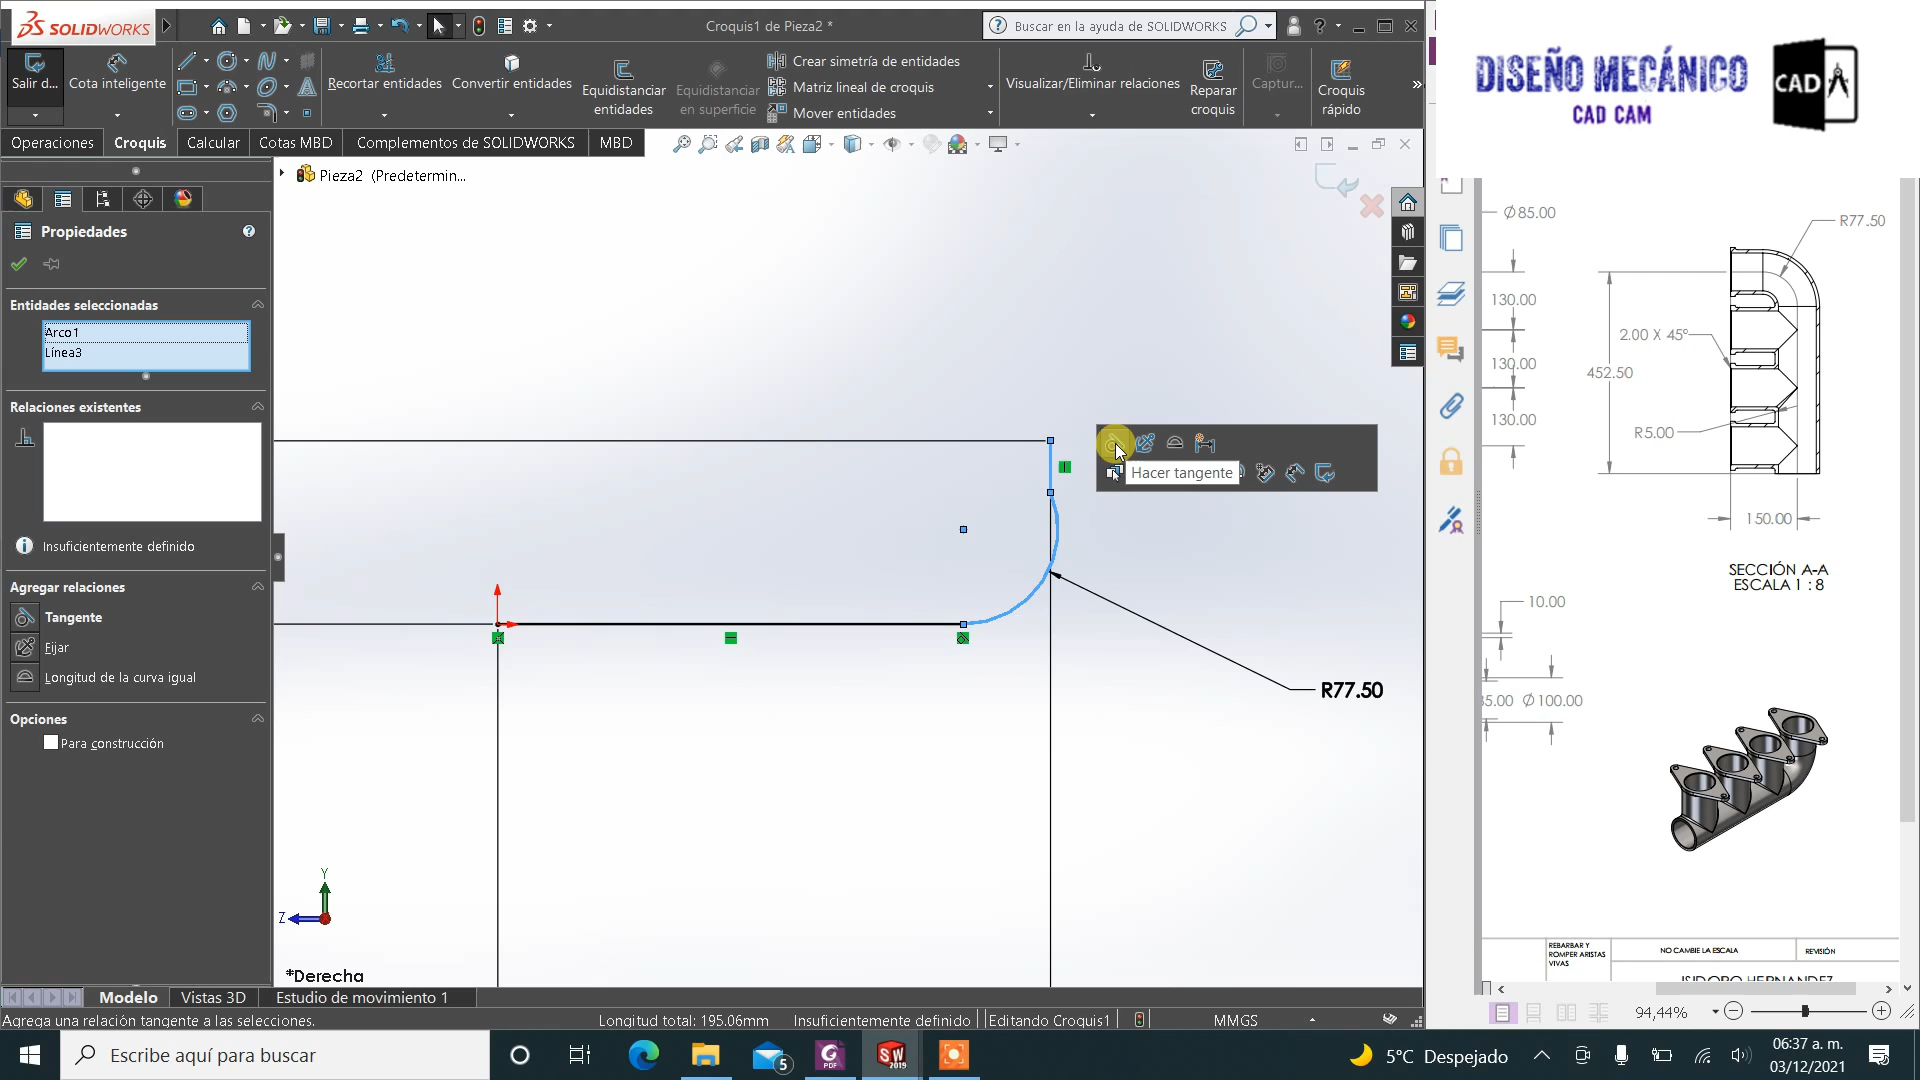 SOLIDWORKS
Croquis1 de Pieza2 *
Buscar en la ayuda de SOLIDWORKS
Salir d...
Cota inteligente
Recortar entidades
Convertir entidades
Equidistanciar
entidades
Equidistanciar
en superficie
Crear simetría de entidades
Matriz lineal de croquis
Mover entidades
Visualizar/Eliminar relaciones
Reparar
croquis
Captur...
Croquis
rápido
Operaciones
Croquis
Calcular
Cotas MBD
Complementos de SOLIDWORKS
MBD
Pieza2 (Predetermin...
Propiedades
Entidades seleccionadas
Arco1
Línea3
Relaciones existentes
Insuficientemente definido
Agregar relaciones
Tangente
Fijar
Longitud de la curva igual
Opciones
Para construcción
Hacer tangente
R77.50
Y
Z
*Derecha
Modelo
Vistas 3D
Estudio de movimiento 1
Agrega una relación tangente a las selecciones.
Longitud total: 195.06mm
Insuficientemente definido
Editando Croquis1
MMGS
DISEÑO MECÁNICO
CAD CAM
CAD
Ø85.00
R77.50
130.00
130.00
130.00
2.00 X 45°
452.50
R5.00
150.00
SECCIÓN A-A
ESCALA 1 : 8
10.00
Ø100.00
REBARBAR Y
ROMPER ARISTAS
VIVAS
NO CAMBIE LA ESCALA
REVISIÓN
ISIDORO HERNANDEZ
94,44%
Escribe aquí para buscar
5
PDF
SW
2019
5°C Despejado
06:37 a. m.
03/12/2021